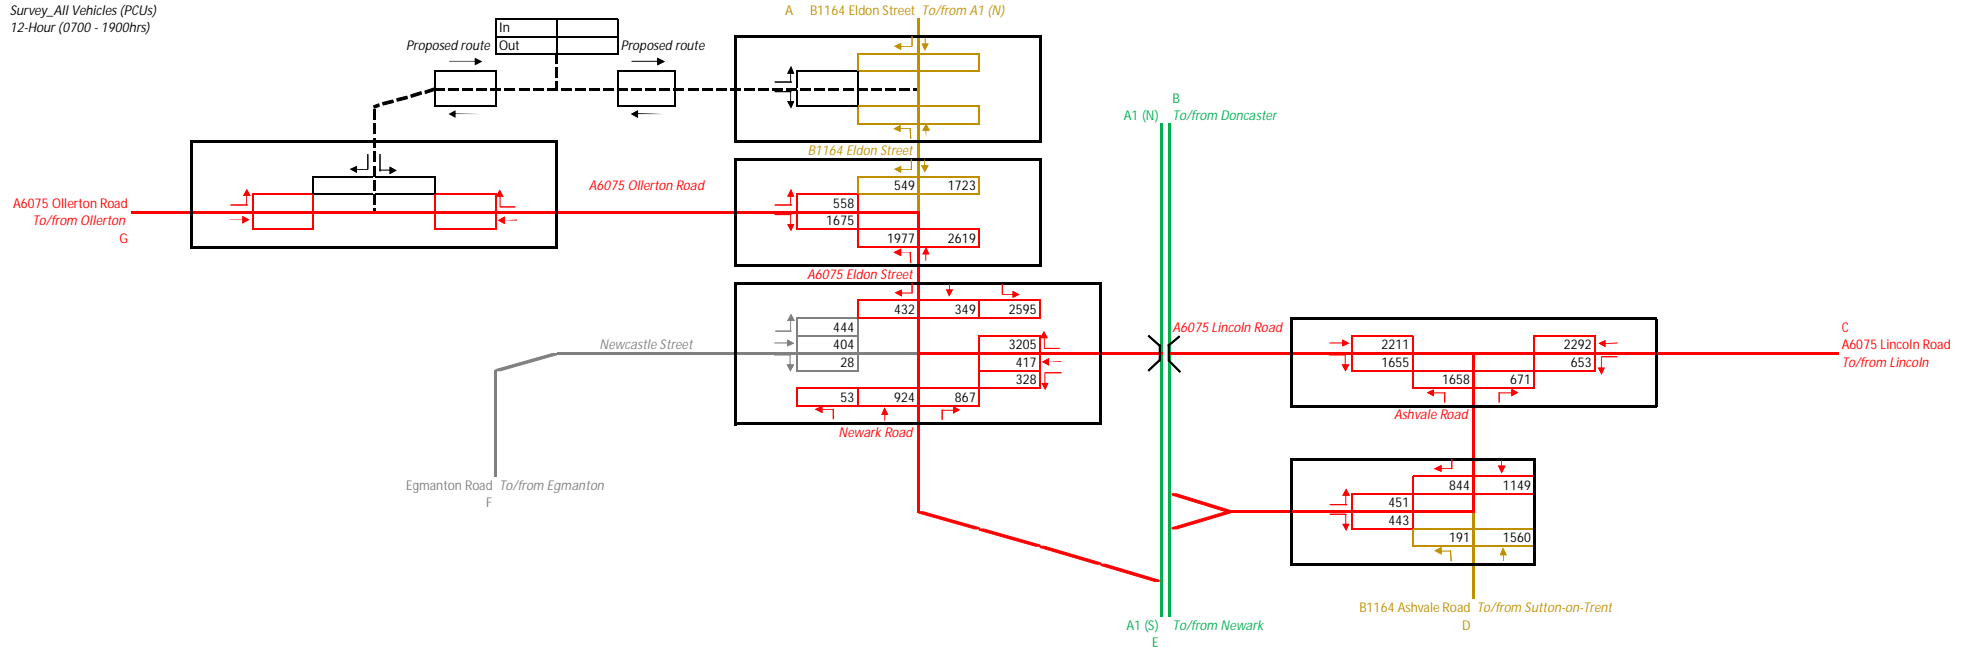 Survey_All Vehicles (PCUs)
12-Hour (0700 - 1900hrs)
A B1164 Eldon Street To/from A1 (N)
In
Out
Proposed route
Proposed route
B
A1 (N) To/from Doncaster
B1164 Eldon Street
A6075 Ollerton Road
549 1723
558
1675
1977 2619
A6075 Ollerton Road
To/from Ollerton
G
A6075 Eldon Street
432 349 2595
444
404
28
3205
417
328
53 924 867
Newcastle Street
Newark Road
A6075 Lincoln Road
2211
1655
2292
653
1658 671
Ashvale Road
C
A6075 Lincoln Road
To/from Lincoln
Egmanton Road To/from Egmanton
F
844 1149
451
443
191 1560
B1164 Ashvale Road To/from Sutton-on-Trent
D
A1 (S) To/from Newark
E